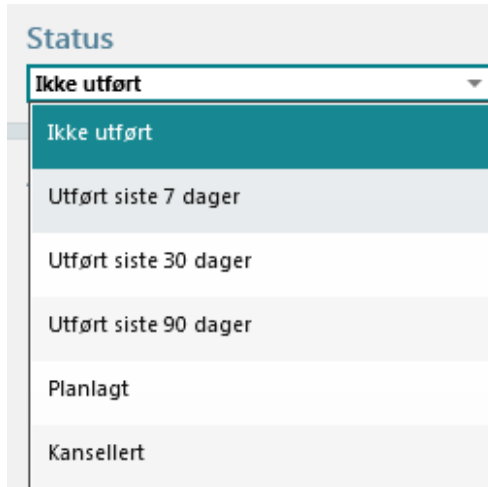 Status
Ikke utført
Ikke utført
Utført siste 7 dager
Utført siste 30 dager
Utført siste 90 dager
Planlagt
Kansellert